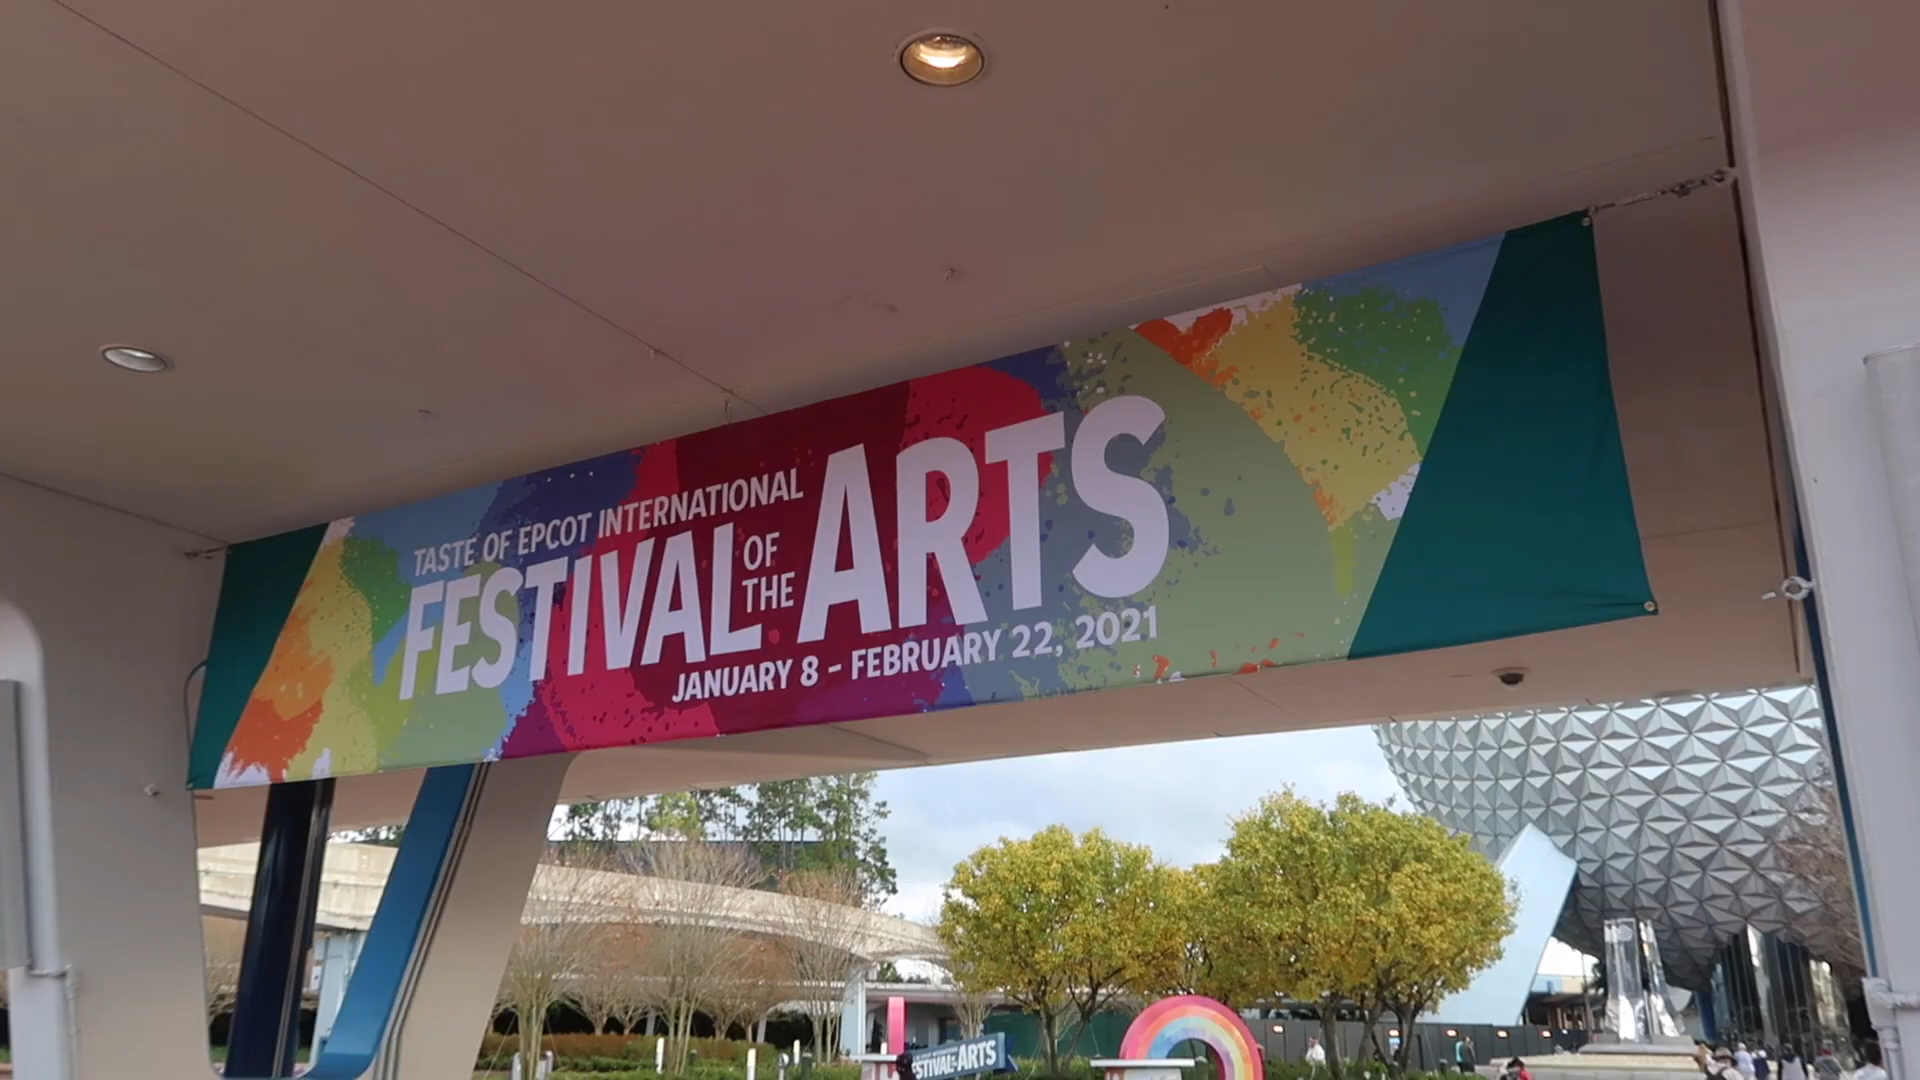 TASTE OF EPCOT INTERNATIONAL
FESTIVAL OF THE ARTS
JANUARY 8 - FEBRUARY 22, 2021
FESTIVAL ARTS